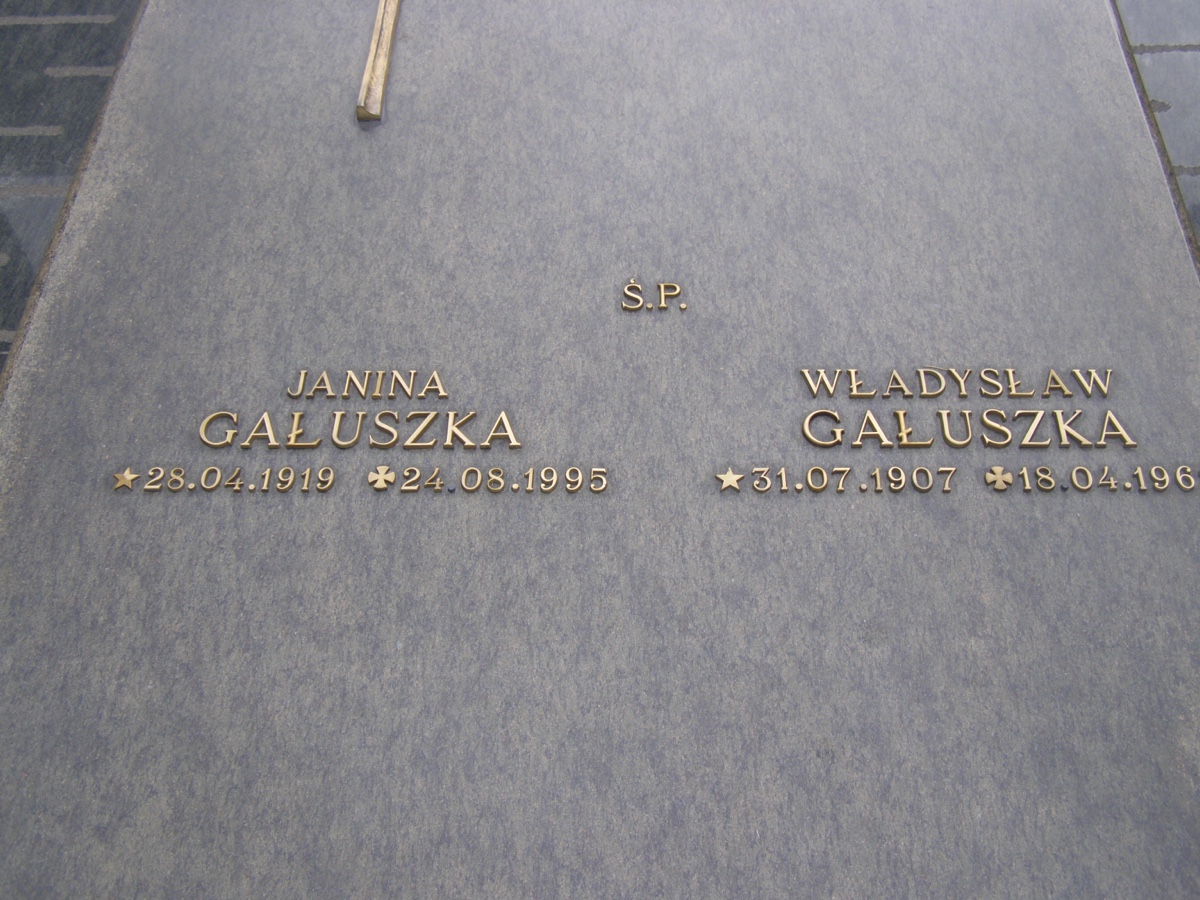 Ś.P.
JANINA
GAŁUSZKA
★28.04.1919 ✠24.08.1995
WŁADYSŁAW
GAŁUSZKA
★31.07.1907 ✠18.04.196